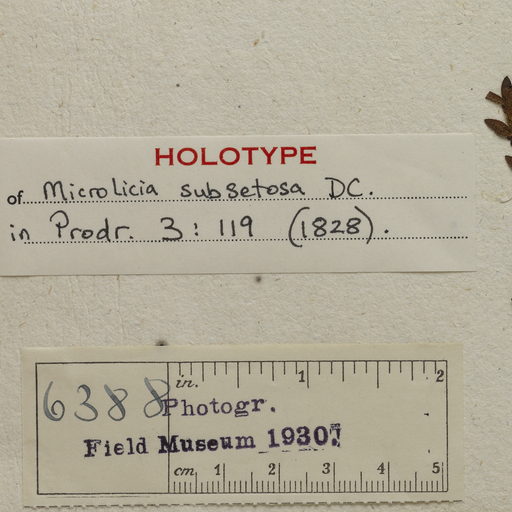 HOLOTYPE
of Microlicia subsetosa DC.
in Prodr. 3: 119 (1828).
6388
in. 1 2
Photogr.
Field Museum 1930?
cm. 1 2 3 4 5